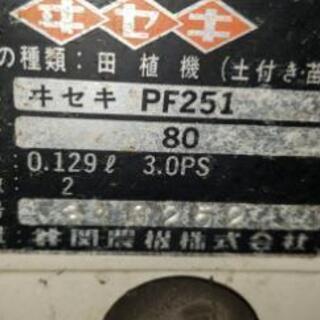 ヰセキ
の種類：田植機（土付き苗
ヰセキ PF251
80
0.129ℓ 3.0PS
2
井関農機株式会社